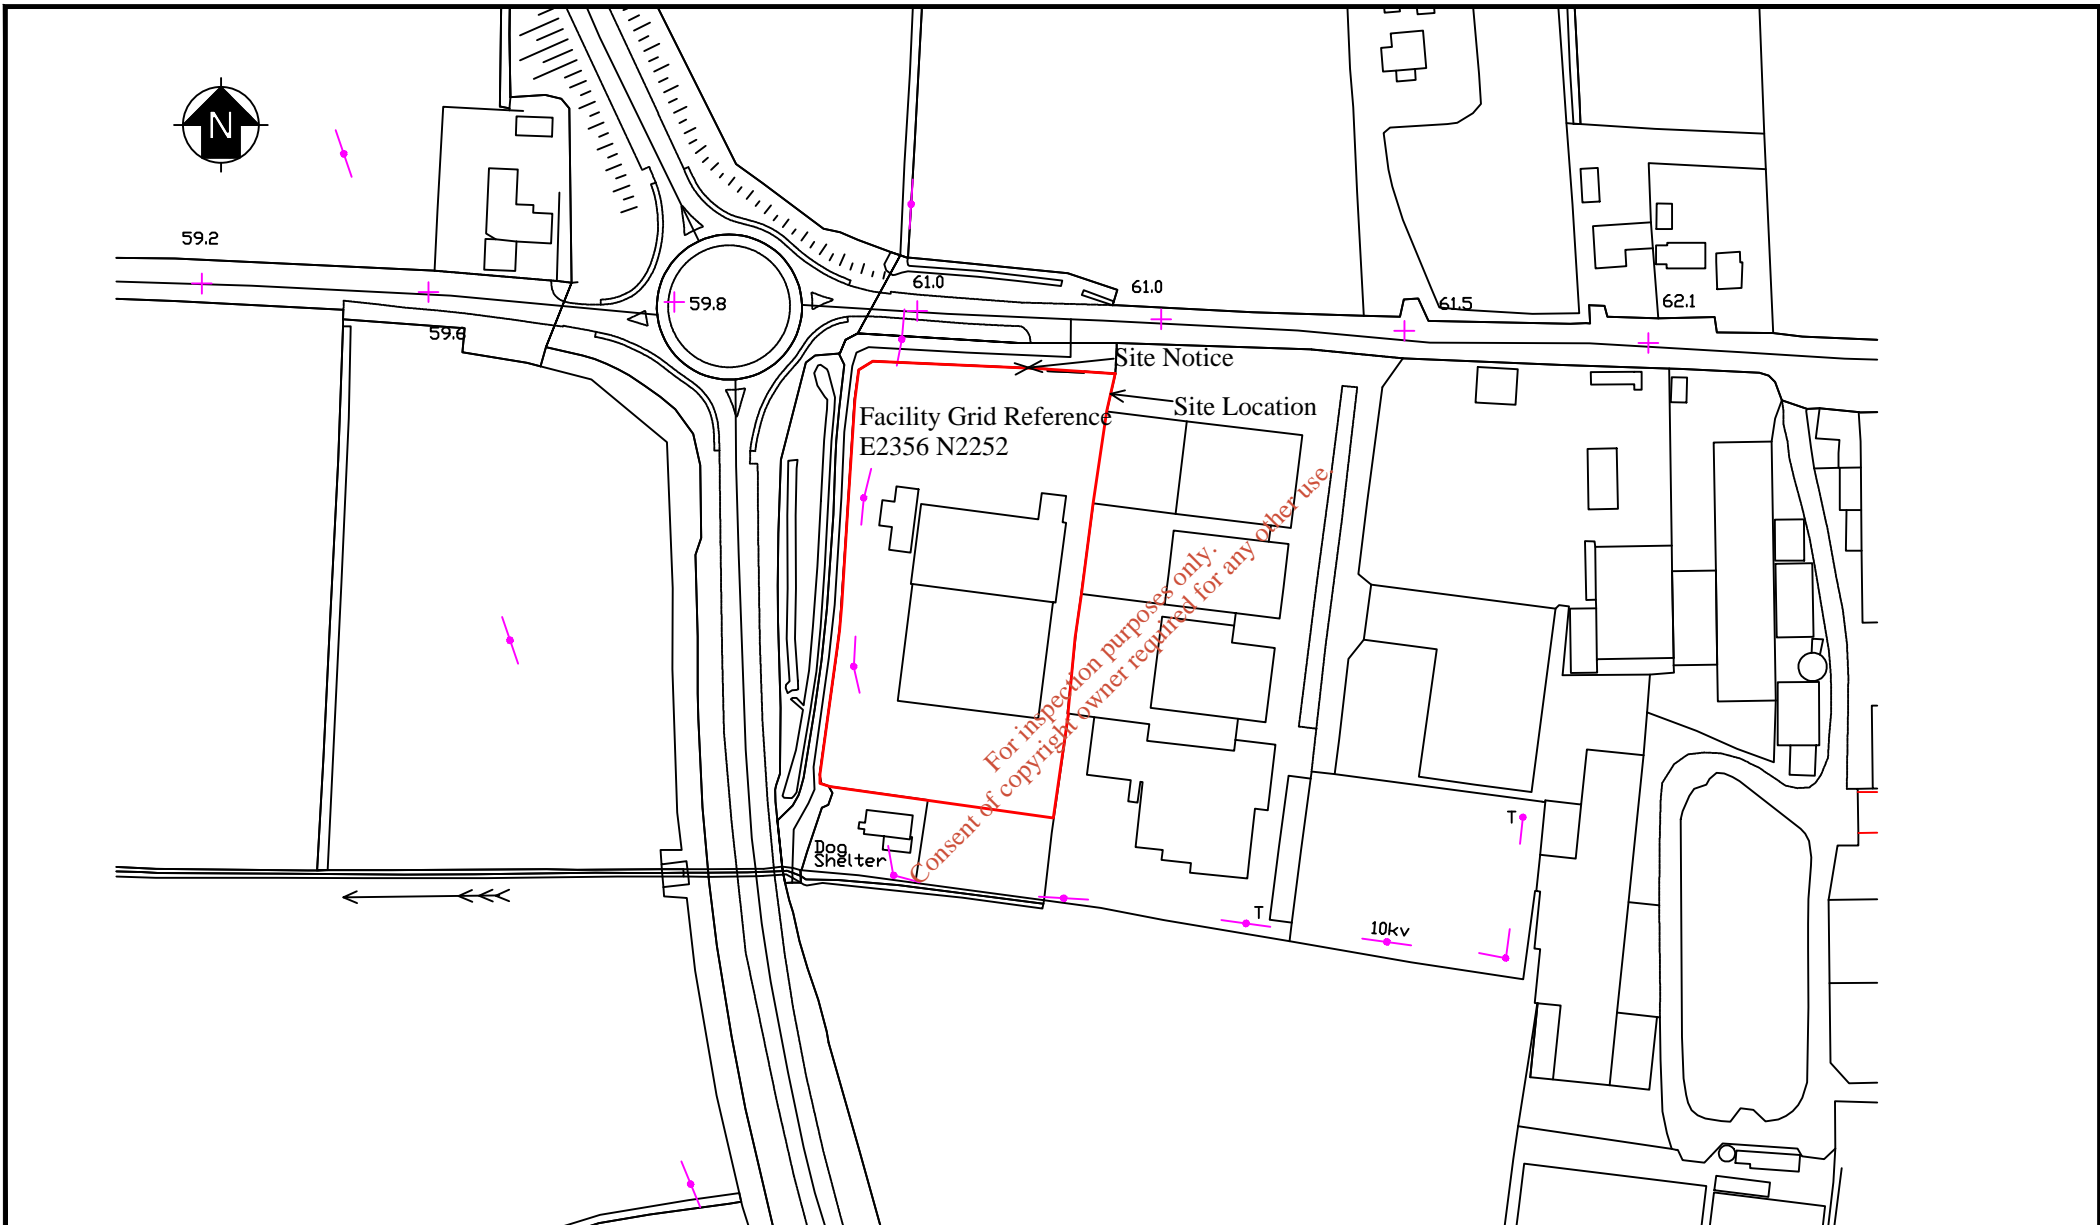 N
59.2
59.8
61.0
61.0
61.5
62.1
59.6
Site Notice
Site Location
Facility Grid Reference
E2356 N2252
For inspection purposes only.
Consent of copyright owner required for any other use.
Dog
Shelter
T
T
10kv